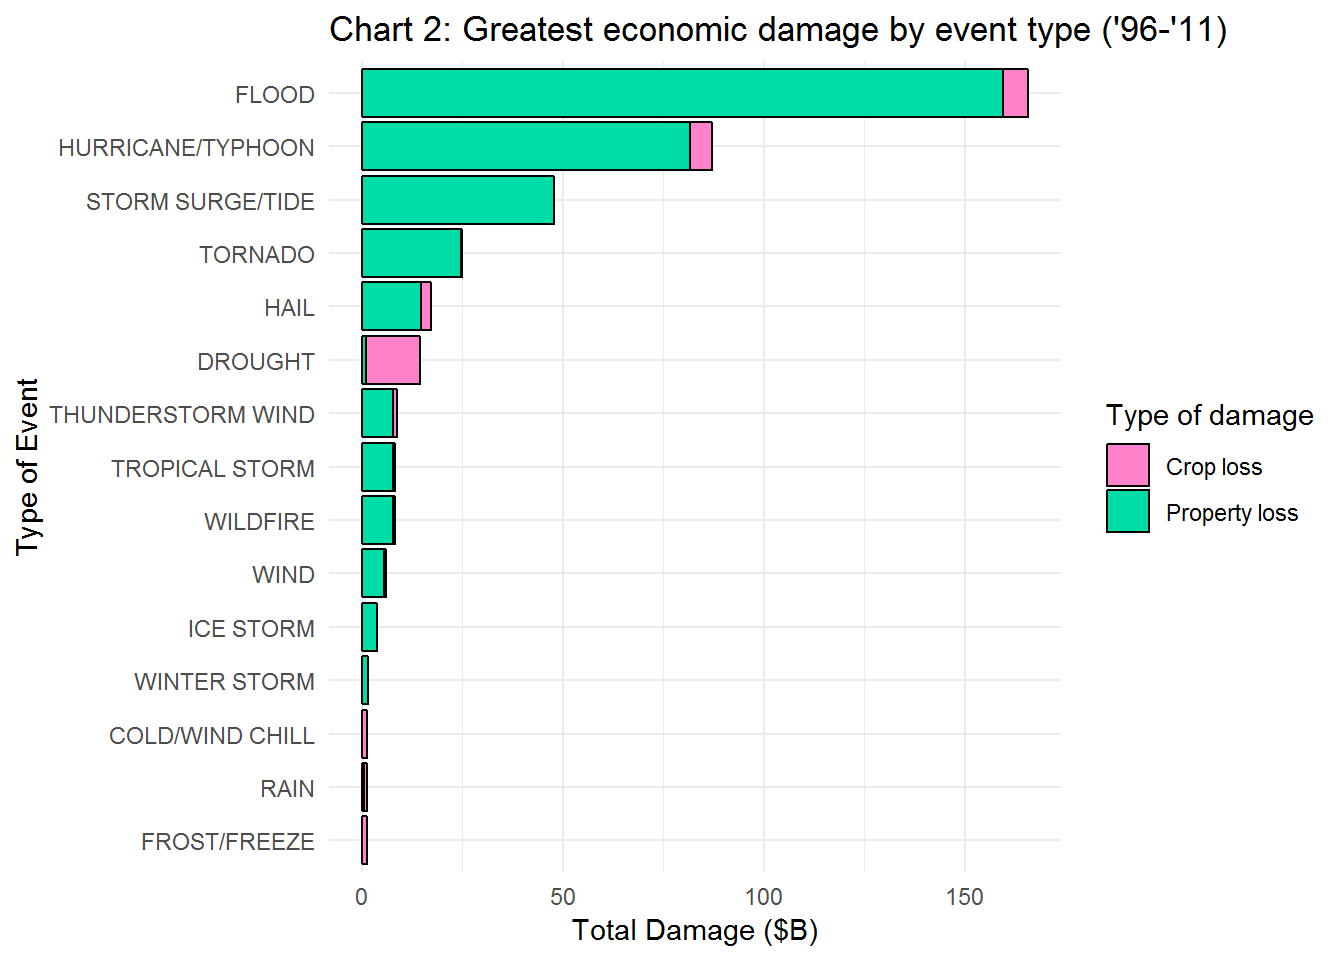 Chart 2: Greatest economic damage by event type ('96-'11)
FLOOD
HURRICANE/TYPHOON
STORM SURGE/TIDE
TORNADO
HAIL
DROUGHT
THUNDERSTORM WIND
TROPICAL STORM
WILDFIRE
WIND
ICE STORM
WINTER STORM
COLD/WIND CHILL
RAIN
FROST/FREEZE
Type of Event
0 50 100 150
Total Damage ($B)
Type of damage
Crop loss
Property loss